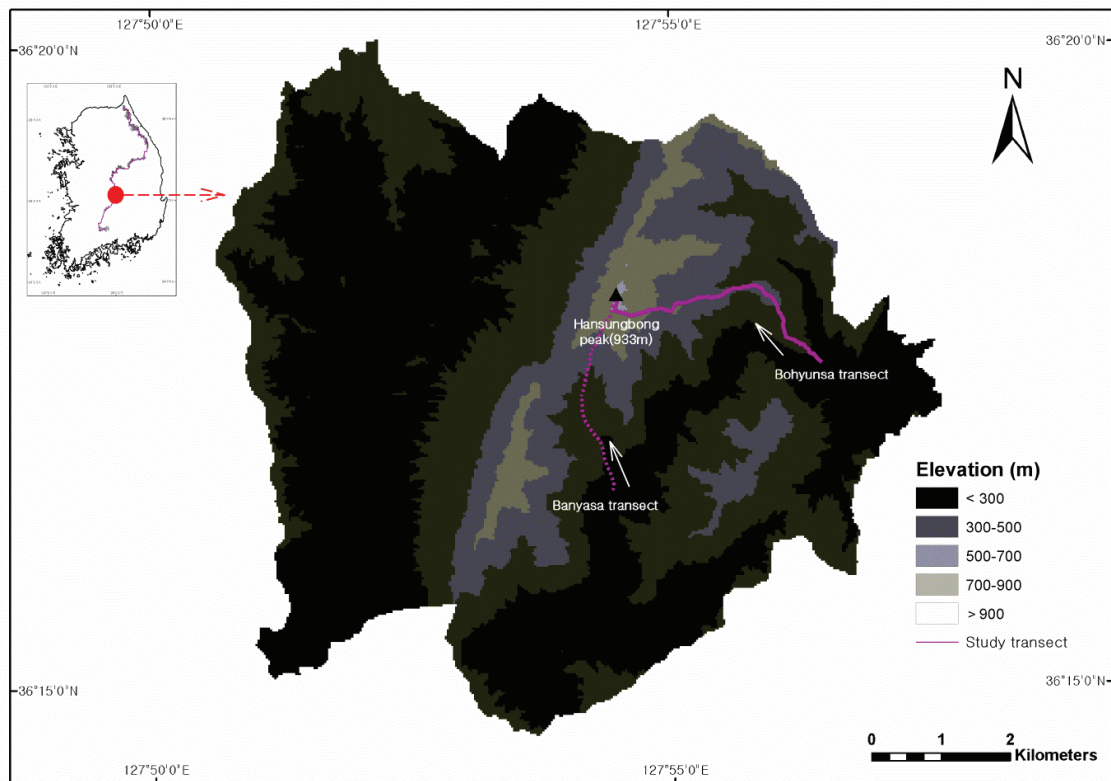 127°50'0"E
127°55'0"E
36°20'0"N
36°20'0"N
N
Hansungbong
peak(933m)
Bohyunsa transect
Banyasa transect
Elevation (m)
< 300
300-500
500-700
700-900
> 900
Study transect
36°15'0"N
36°15'0"N
0 1 2
Kilometers
127°50'0"E
127°55'0"E